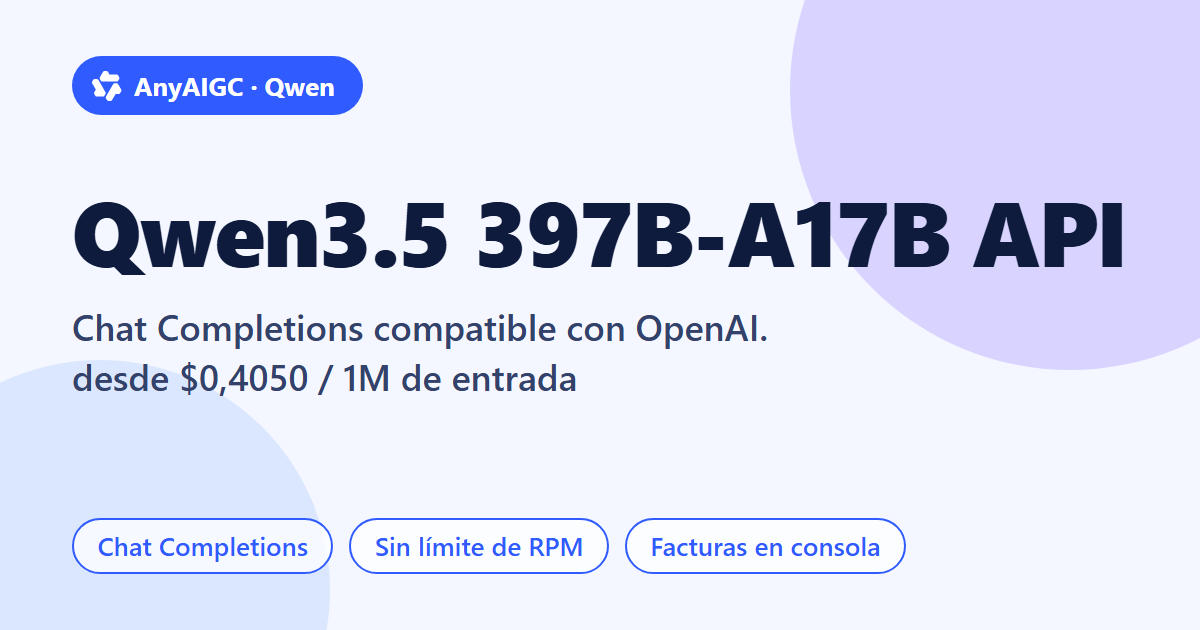 AnyAIGC · Qwen
Qwen3.5 397B-A17B API
Chat Completions compatible con OpenAI.
desde $0,4050 / 1M de entrada
Chat Completions
Sin límite de RPM
Facturas en consola